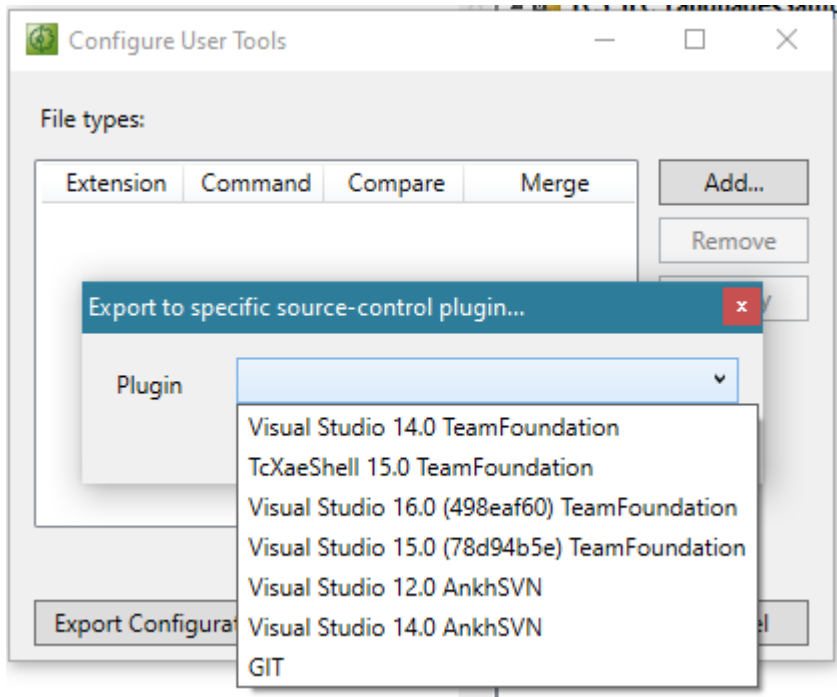 Configure User Tools
File types:
Extension Command Compare Merge
Add...
Remove
Export to specific source-control plugin...
Plugin
Visual Studio 14.0 TeamFoundation
TcXaeShell 15.0 TeamFoundation
Visual Studio 16.0 (498eaf60) TeamFoundation
Visual Studio 15.0 (78d94b5e) TeamFoundation
Visual Studio 12.0 AnkhSVN
Export Configurat
Visual Studio 14.0 AnkhSVN
GIT